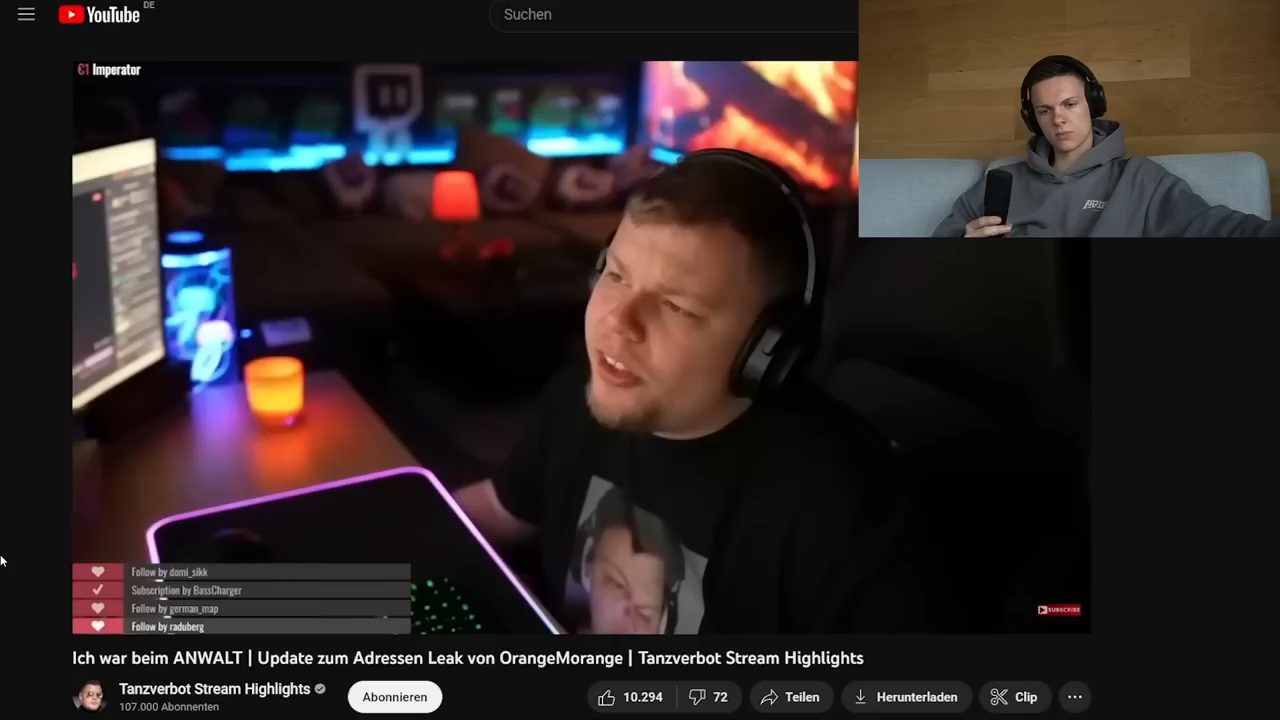 YouTube
DE
Suchen
€1 Imperator
Follow by domi_sikk
Subscription by BassCharger
Follow by german_map
Follow by raduberg
SUBSCRIBE
Ich war beim ANWALT | Update zum Adressen Leak von OrangeMorange | Tanzverbot Stream Highlights
Tanzverbot Stream Highlights
107.000 Abonnenten
Abonnieren
10.294
72
Teilen
Herunterladen
Clip